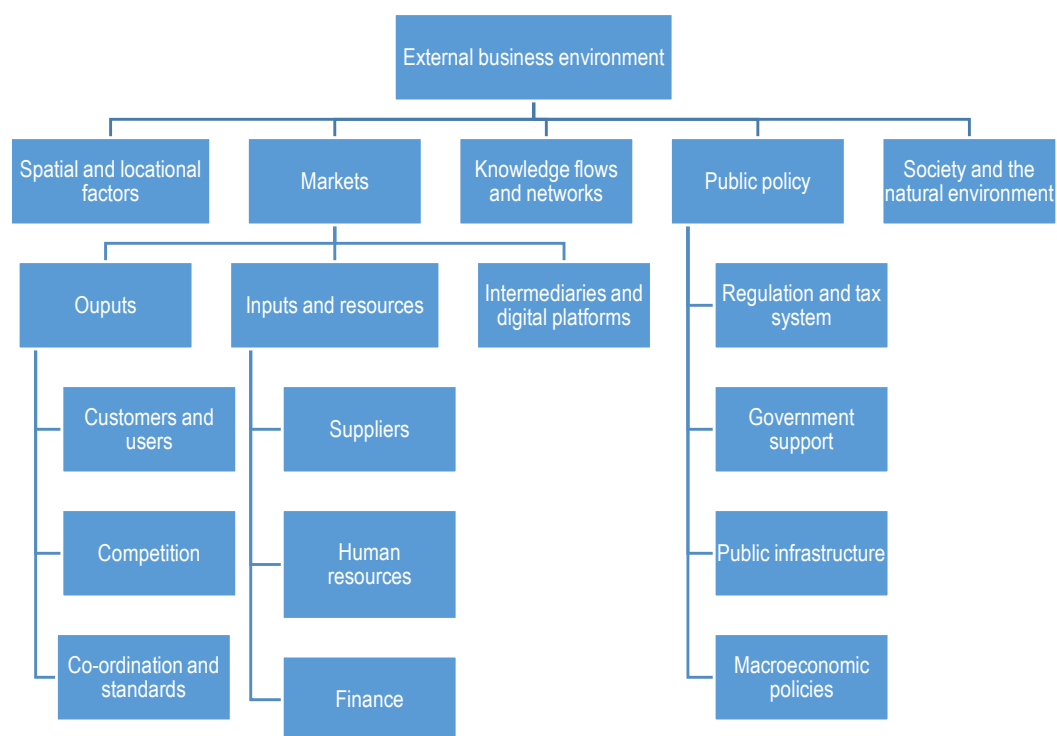 External business environment
Spatial and locational
factors
Markets
Knowledge flows
and networks
Public policy
Society and the
natural environment
Ouputs
Inputs and resources
Intermediaries and
digital platforms
Regulation and tax
system
Customers and
users
Suppliers
Government
support
Competition
Human
resources
Public infrastructure
Co-ordination and
standards
Finance
Macroeconomic
policies